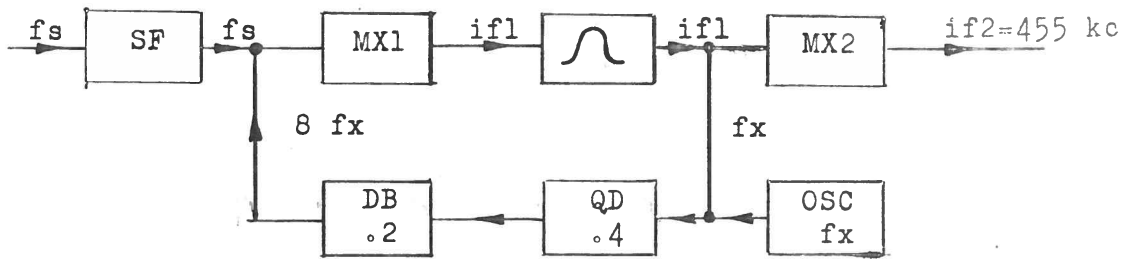 fs
SF
fs
MX1
if1
if1
MX2
if2=455 kc
8 fx
fx
DB
.2
QD
.4
OSC
fx